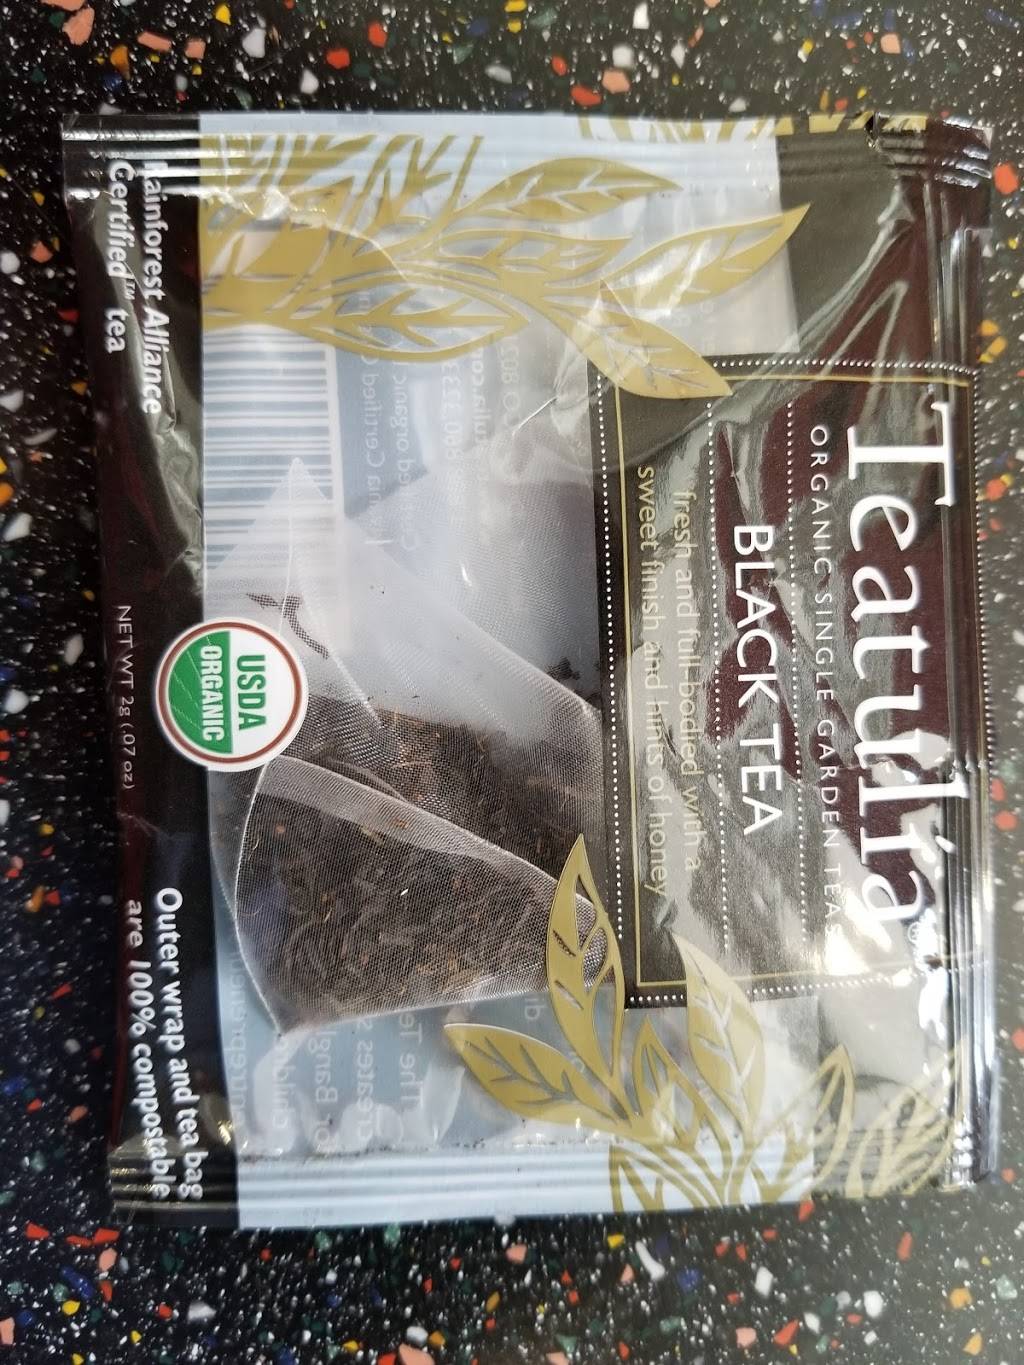 Teatulia®
ORGANIC SINGLE GARDEN TEAS
BLACK TEA
fresh and full-bodied with a
sweet finish and hints of honey
USDA
ORGANIC
Rainforest Alliance
Certified™ tea
NET WT 2g (.07 oz)
Outer wrap and tea bag
are 100% compostable